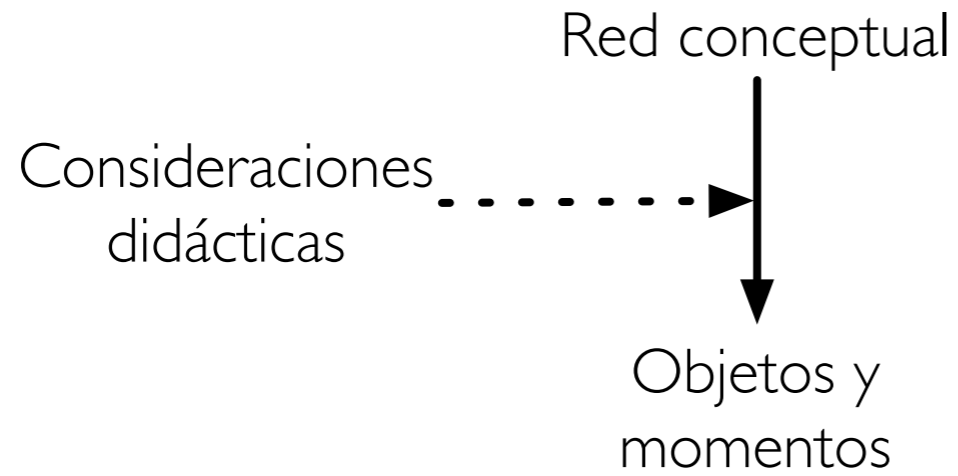 Red conceptual
Consideraciones
didácticas
Objetos y
momentos